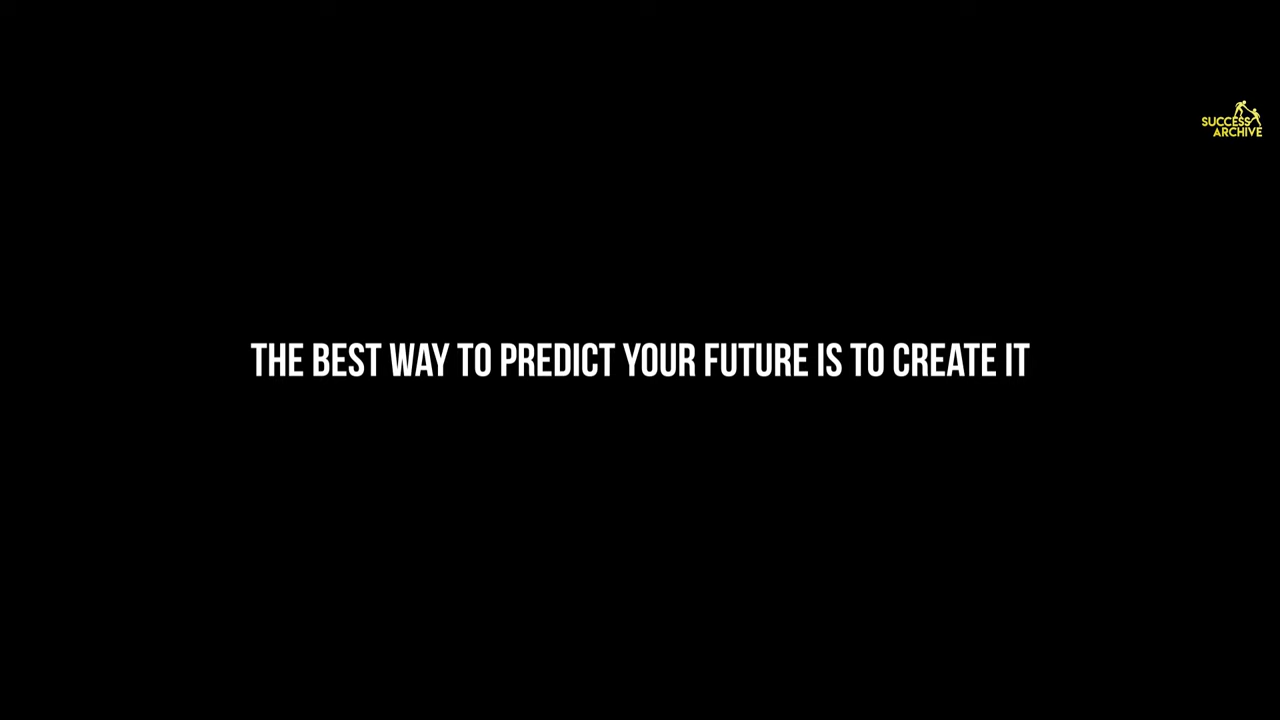 SUCCESS
ARCHIVE
THE BEST WAY TO PREDICT YOUR FUTURE IS TO CREATE IT